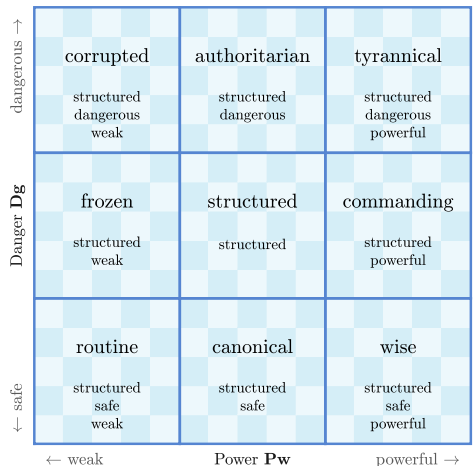 dangerous →
corrupted
structured
dangerous
weak
authoritarian
structured
dangerous
tyrannical
structured
dangerous
powerful
Danger Dg
frozen
structured
weak
structured
structured
commanding
structured
powerful
← safe
routine
structured
safe
weak
canonical
structured
safe
wise
structured
safe
powerful
← weak
Power Pw
powerful →